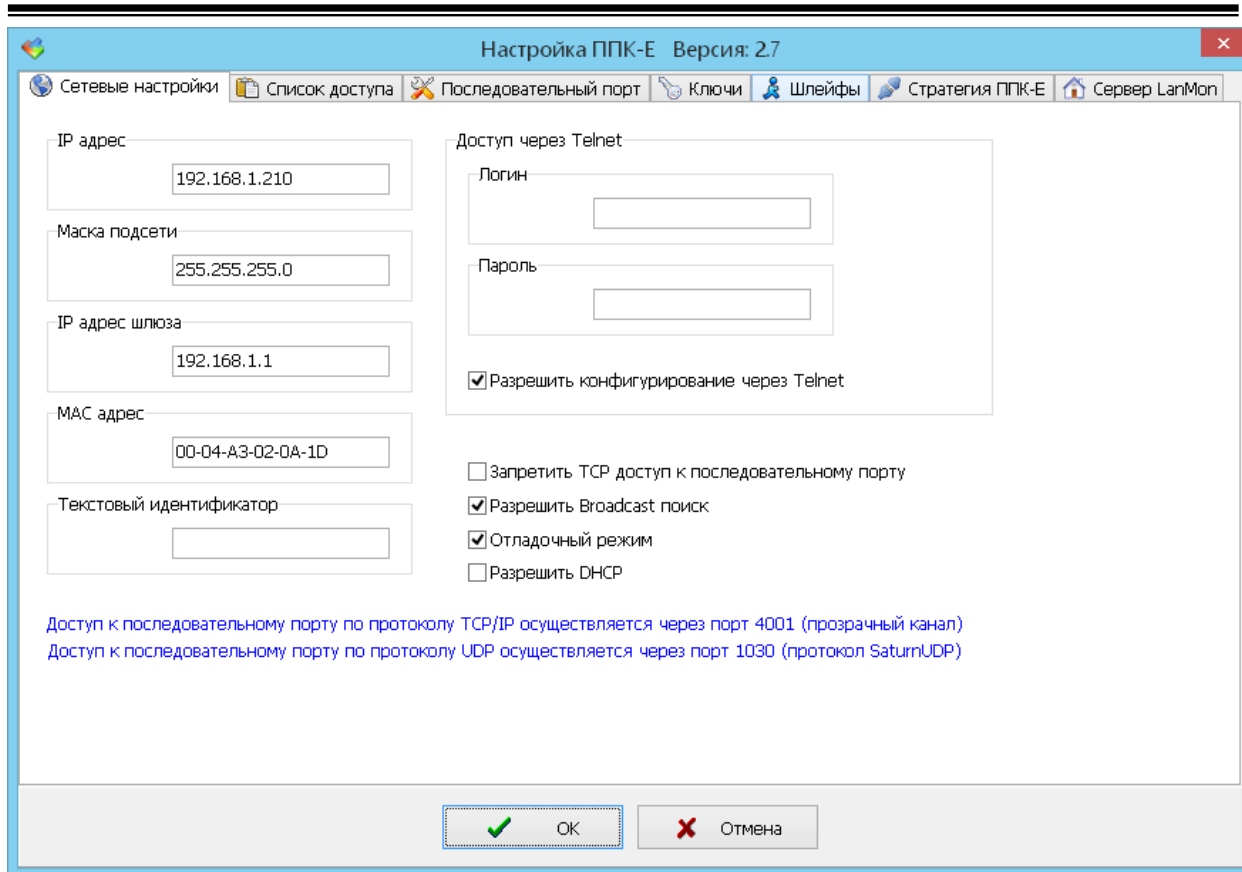 Настройка ППК-Е Версия: 2.7
Сетевые настройки Список доступа Последовательный порт Ключи Шлейфы Стратегия ППК-Е Сервер LanMon
IP адрес
192.168.1.210
Маска подсети
255.255.255.0
IP адрес шлюза
192.168.1.1
MAC адрес
00-04-A3-02-0A-1D
Текстовый идентификатор
Доступ через Telnet
Логин
Пароль
Разрешить конфигурирование через Telnet
Запретить TCP доступ к последовательному порту
Разрешить Broadcast поиск
Отладочный режим
Разрешить DHCP
Доступ к последовательному порту по протоколу TCP/IP осуществляется через порт 4001 (прозрачный канал)
Доступ к последовательному порту по протоколу UDP осуществляется через порт 1030 (протокол SaturnUDP)
OK Отмена